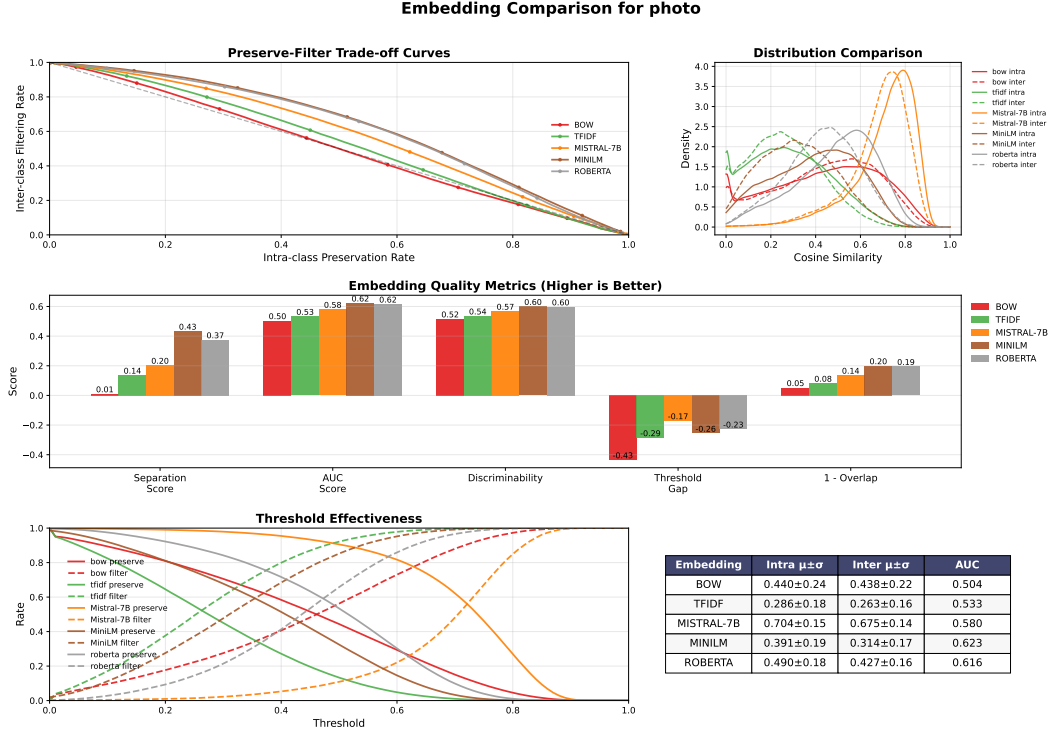 Embedding Comparison for photo
Preserve-Filter Trade-off Curves
Inter-class Filtering Rate
1.0
0.8
0.6
0.4
0.2
0.0
0.0 0.2 0.4 0.6 0.8 1.0
Intra-class Preservation Rate
BOW
TFIDF
MISTRAL-7B
MINILM
ROBERTA
Distribution Comparison
Density
4.0
3.5
3.0
2.5
2.0
1.5
1.0
0.5
0.0
0.0 0.2 0.4 0.6 0.8 1.0
Cosine Similarity
bow intra
bow inter
tfidf intra
tfidf inter
Mistral-7B intra
Mistral-7B inter
MiniLM intra
MiniLM inter
roberta intra
roberta inter
Embedding Quality Metrics (Higher is Better)
Score
0.6
0.4
0.2
0.0
−0.2
−0.4
0.01 0.14 0.20 0.43 0.37
0.50 0.53 0.58 0.62 0.62
0.52 0.54 0.57 0.60 0.60
-0.43 -0.29 -0.17 -0.26 -0.23
0.05 0.08 0.14 0.20 0.19
Separation
Score
AUC
Score
Discriminability
Threshold
Gap
1 - Overlap
BOW
TFIDF
MISTRAL-7B
MINILM
ROBERTA
Threshold Effectiveness
Rate
1.0
0.8
0.6
0.4
0.2
0.0
0.0 0.2 0.4 0.6 0.8 1.0
Threshold
bow preserve
bow filter
tfidf preserve
tfidf filter
Mistral-7B preserve
Mistral-7B filter
MiniLM preserve
MiniLM filter
roberta preserve
roberta filter
Embedding Intra μ±σ Inter μ±σ AUC
BOW 0.440±0.24 0.438±0.22 0.504
TFIDF 0.286±0.18 0.263±0.16 0.533
MISTRAL-7B 0.704±0.15 0.675±0.14 0.580
MINILM 0.391±0.19 0.314±0.17 0.623
ROBERTA 0.490±0.18 0.427±0.16 0.616